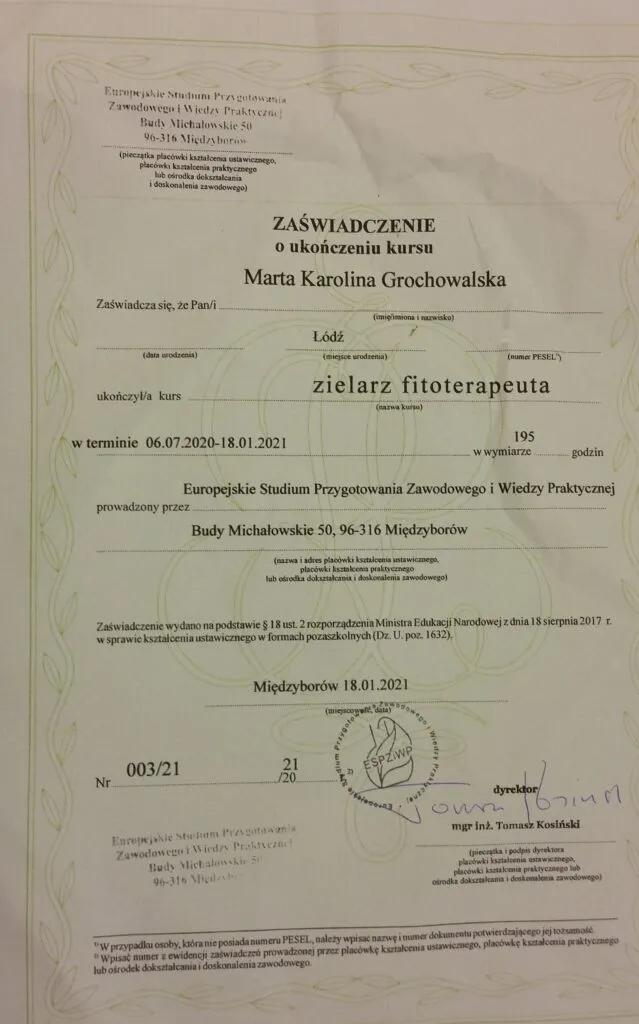 Europejskie Studium Przygotowania
Zawodowego i Wiedzy Praktycznej
Budy Michałowskie 50
96-316 Międzyborów
(pieczątka placówki kształcenia ustawicznego,
placówki kształcenia praktycznego
lub ośrodka dokształcania
i doskonalenia zawodowego)
ZAŚWIADCZENIE
o ukończeniu kursu
Marta Karolina Grochowalska
Zaświadcza się, że Pan/i
(imię/imiona i nazwisko)
Łódź
(data urodzenia) (miejsce urodzenia) (numer PESEL¹)
zielarz fitoterapeuta
ukończył/a kurs
(nazwa kursu)
w terminie 06.07.2020-18.01.2021
195
w wymiarze godzin
Europejskie Studium Przygotowania Zawodowego i Wiedzy Praktycznej
prowadzony przez
Budy Michałowskie 50, 96-316 Międzyborów
(nazwa i adres placówki kształcenia ustawicznego,
placówki kształcenia praktycznego
lub ośrodka dokształcania i doskonalenia zawodowego)
Zaświadczenie wydano na podstawie § 18 ust. 2 rozporządzenia Ministra Edukacji Narodowej z dnia 18 sierpnia 2017 r.
w sprawie kształcenia ustawicznego w formach pozaszkolnych (Dz. U. poz. 1632).
Międzyborów 18.01.2021
(miejscowość, data)
Europejskie Studium Przygotowania Zawodowego i Wiedzy Praktycznej
ESPZiWP
Nr 003/21 21
/20 2)
dyrektor
mgr inż. Tomasz Kosiński
(pieczątka i podpis dyrektora
placówki kształcenia ustawicznego,
placówki kształcenia praktycznego lub
ośrodka dokształcania i doskonalenia zawodowego)
Europejskie Studium Przygotowania
Zawodowego i Wiedzy Praktycznej
Budy Michałowskie 50
96-316
¹⁾ W przypadku osoby, która nie posiada numeru PESEL, należy wpisać nazwę i numer dokumentu potwierdzającego jej tożsamość.
²⁾ Wpisać numer z ewidencji zaświadczeń prowadzonej przez placówkę kształcenia ustawicznego, placówkę kształcenia praktycznego
lub ośrodek dokształcania i doskonalenia zawodowego.